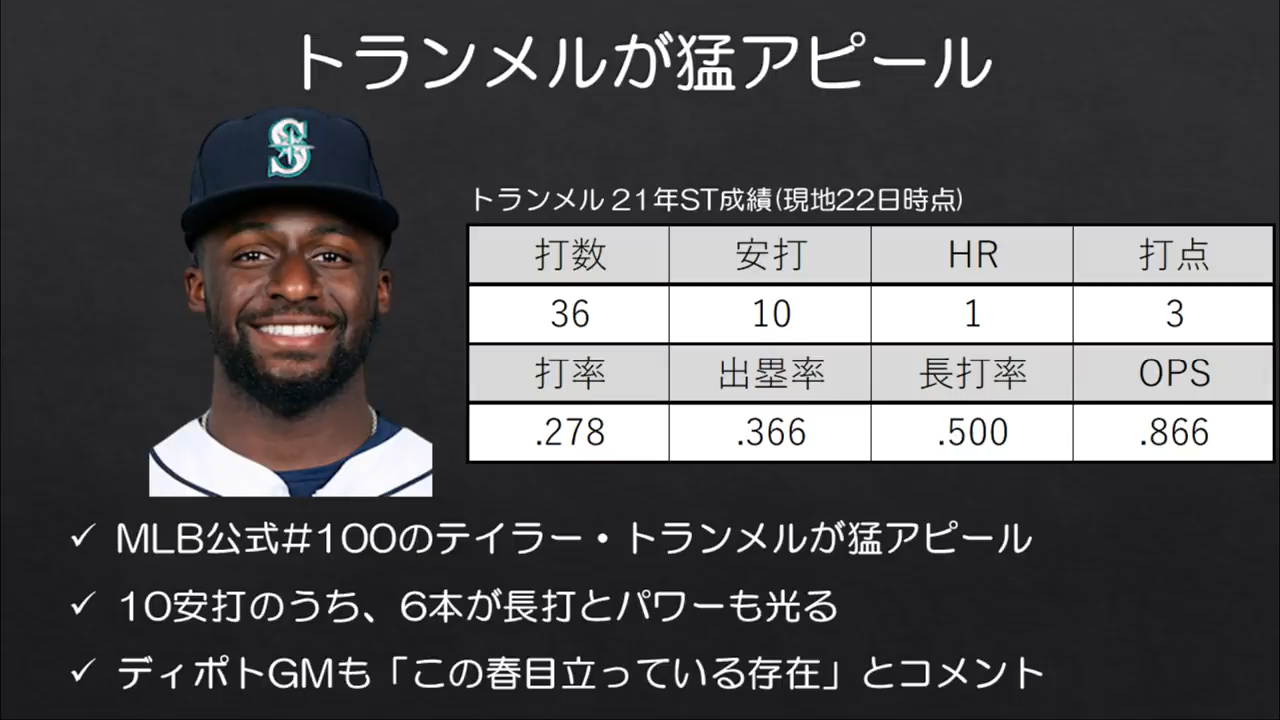 トランメルが猛アピール
S
トランメル 21年ST成績(現地22日時点)
打数 安打 HR 打点
36 10 1 3
打率 出塁率 長打率 OPS
.278 .366 .500 .866
✓ MLB公式#100のテイラー・トランメルが猛アピール
✓ 10安打のうち、6本が長打とパワーも光る
✓ ディポトGMも「この春目立っている存在」とコメント